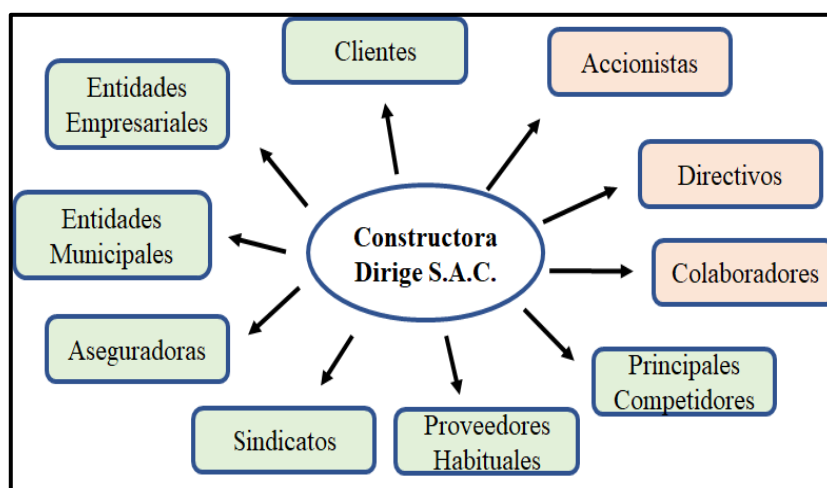 Clientes
Accionistas
Entidades
Empresariales
Directivos
Entidades
Municipales
Constructora
Dirige S.A.C.
Colaboradores
Aseguradoras
Principales
Competidores
Sindicatos
Proveedores
Habituales